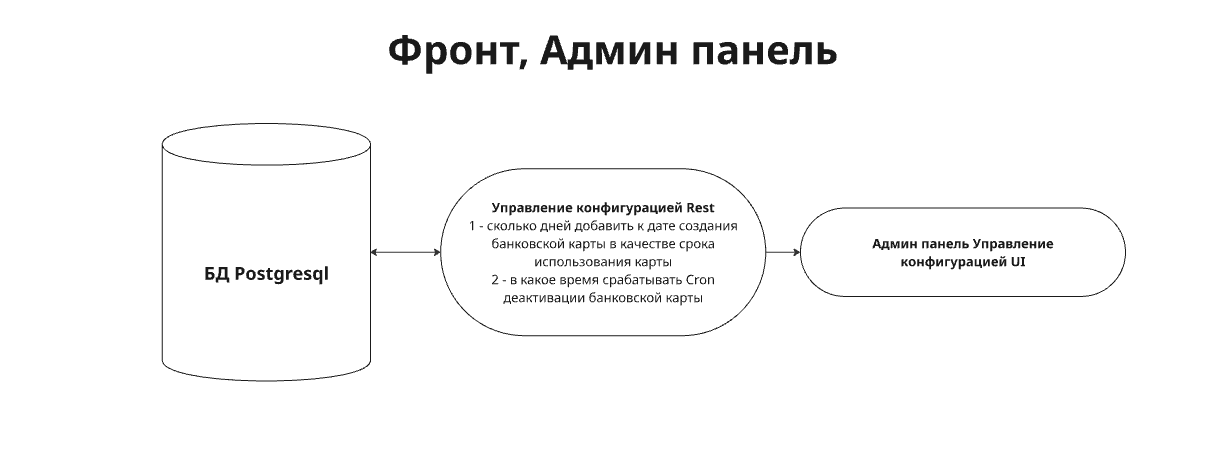 Фронт, Админ панель
БД Postgresql
Управление конфигурацией Rest
1 - сколько дней добавить к дате создания
банковской карты в качестве срока
использования карты
2 - в какое время срабатывать Cron
деактивации банковской карты
Админ панель Управление
конфигурацией UI